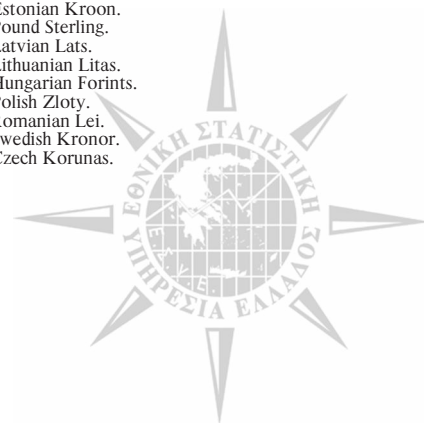 Estonian Kroon.
Pound Sterling.
Latvian Lats.
Lithuanian Litas.
Hungarian Forints.
Polish Zloty.
Romanian Lei.
Swedish Kronor.
Czech Korunas.
ΕΘΝΙΚΗ ΣΤΑΤΙΣΤΙΚΗ
ΥΠΗΡΕΣΙΑ ΕΛΛΑΔΟΣ
Ε.Σ.Υ.Ε.